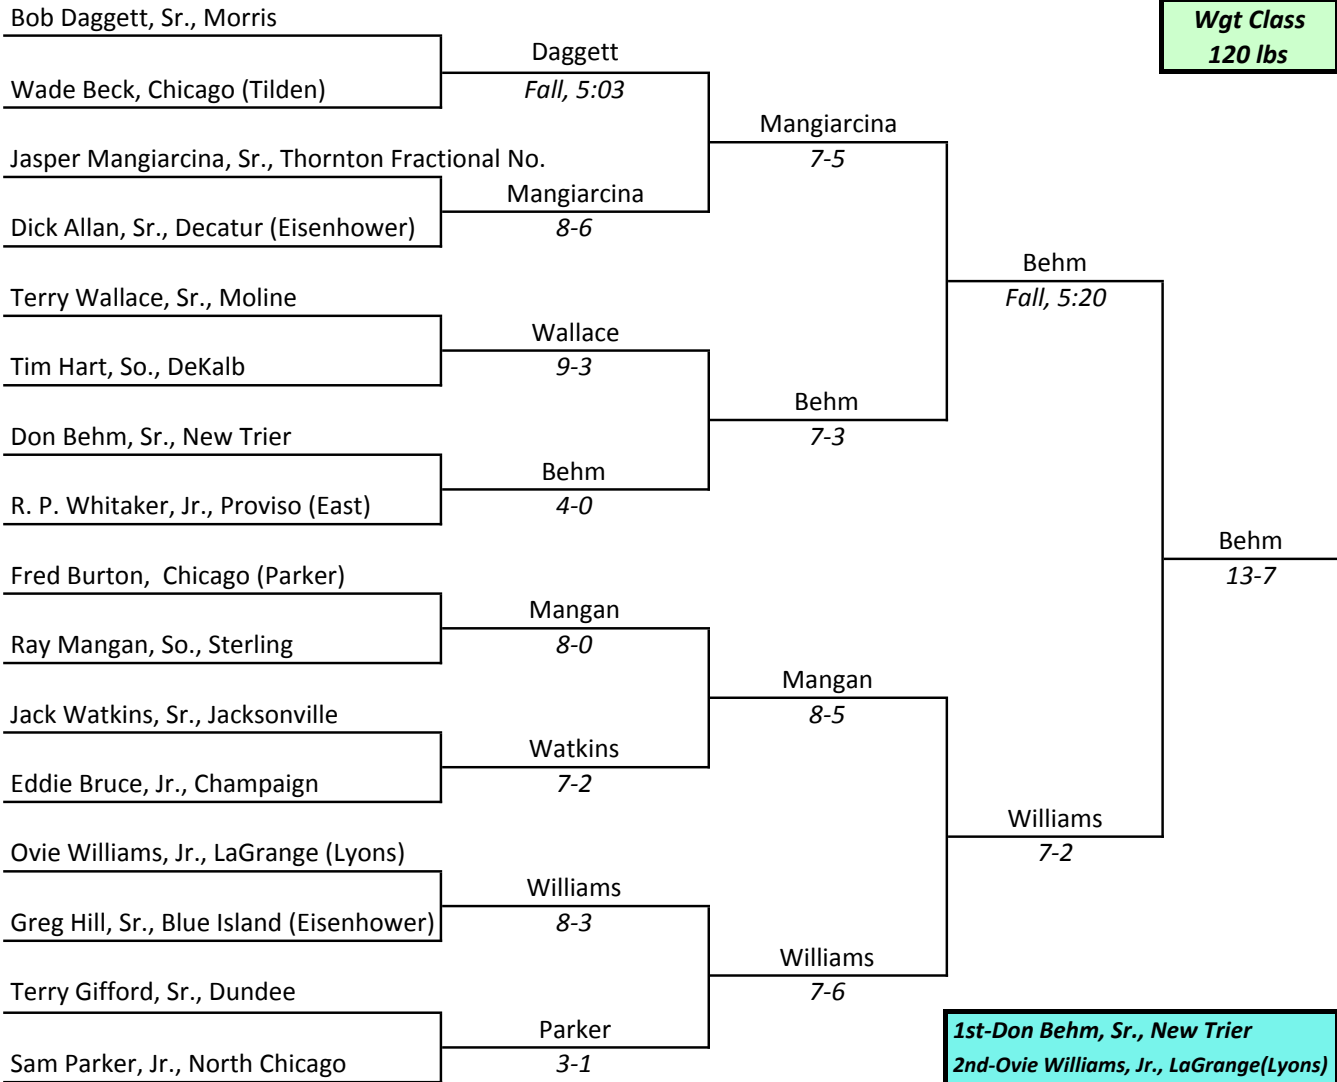 Bob Daggett, Sr., Morris
Wgt Class
120 lbs
Daggett
Wade Beck, Chicago (Tilden)
Fall, 5:03
Mangiarcina
7-5
Jasper Mangiarcina, Sr., Thornton Fractional No.
Mangiarcina
8-6
Dick Allan, Sr., Decatur (Eisenhower)
Behm
Fall, 5:20
Terry Wallace, Sr., Moline
Wallace
9-3
Tim Hart, So., DeKalb
Behm
7-3
Don Behm, Sr., New Trier
Behm
4-0
R. P. Whitaker, Jr., Proviso (East)
Behm
13-7
Fred Burton,  Chicago (Parker)
Mangan
8-0
Ray Mangan, So., Sterling
Mangan
8-5
Jack Watkins, Sr., Jacksonville
Watkins
7-2
Eddie Bruce, Jr., Champaign
Williams
7-2
Ovie Williams, Jr., LaGrange (Lyons)
Williams
8-3
Greg Hill, Sr., Blue Island (Eisenhower)
Williams
7-6
Terry Gifford, Sr., Dundee
Parker
3-1
Sam Parker, Jr., North Chicago
1st-Don Behm, Sr., New Trier
2nd-Ovie Williams, Jr., LaGrange(Lyons)